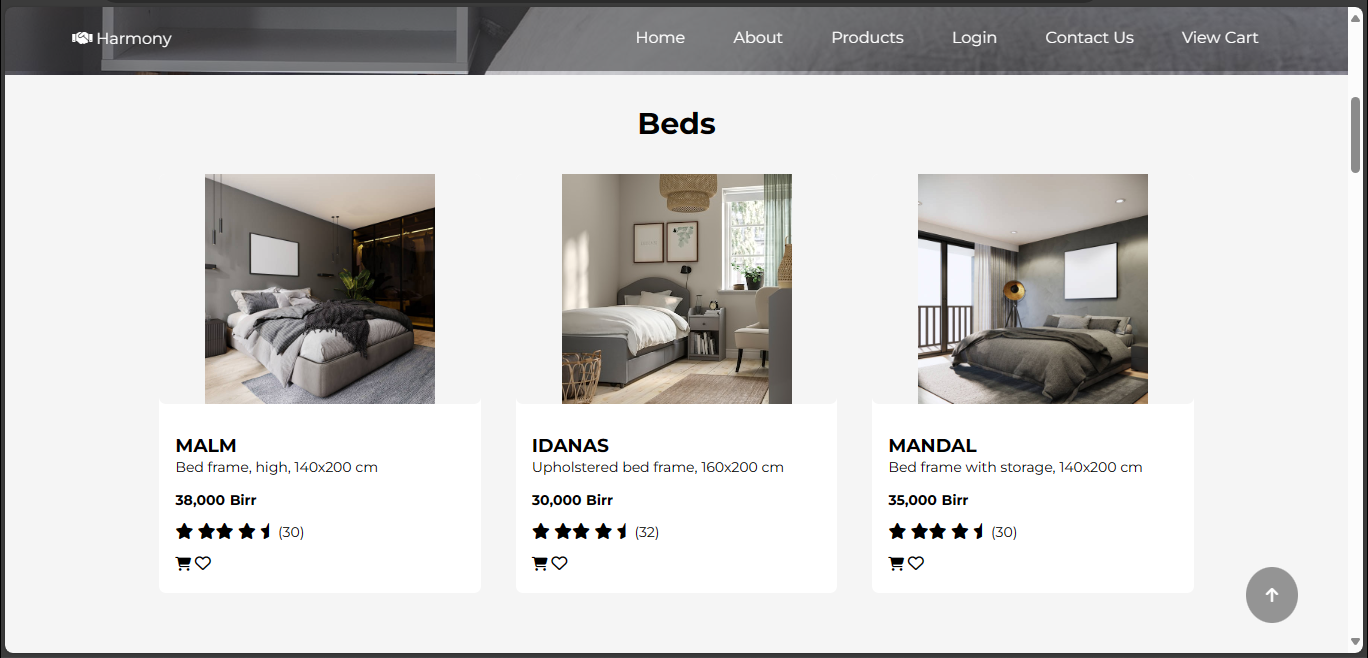 Harmony
Home About Products Login Contact Us View Cart
Beds
MALM
Bed frame, high, 140x200 cm
38,000 Birr
(30)
IDANAS
Upholstered bed frame, 160x200 cm
30,000 Birr
(32)
MANDAL
Bed frame with storage, 140x200 cm
35,000 Birr
(30)